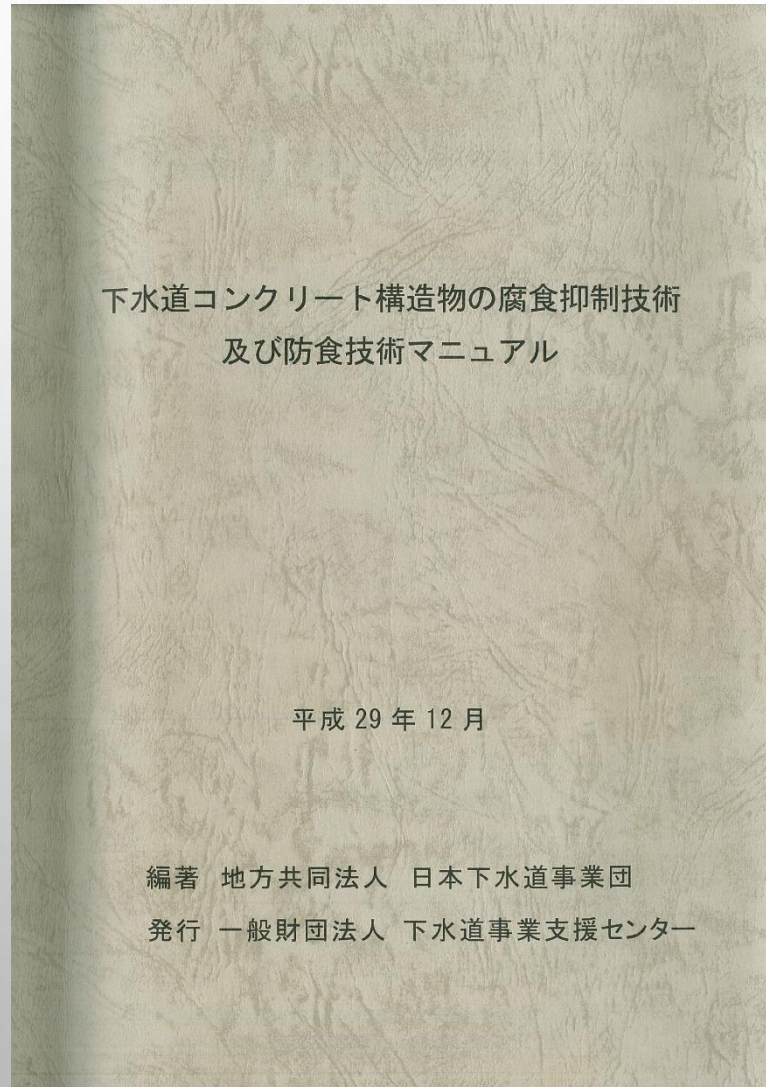 下水道コンクリート構造物の腐食抑制技術
及び防食技術マニュアル
平成 29 年 12 月
編著 地方共同法人 日本下水道事業団
発行 一般財団法人 下水道事業支援センター